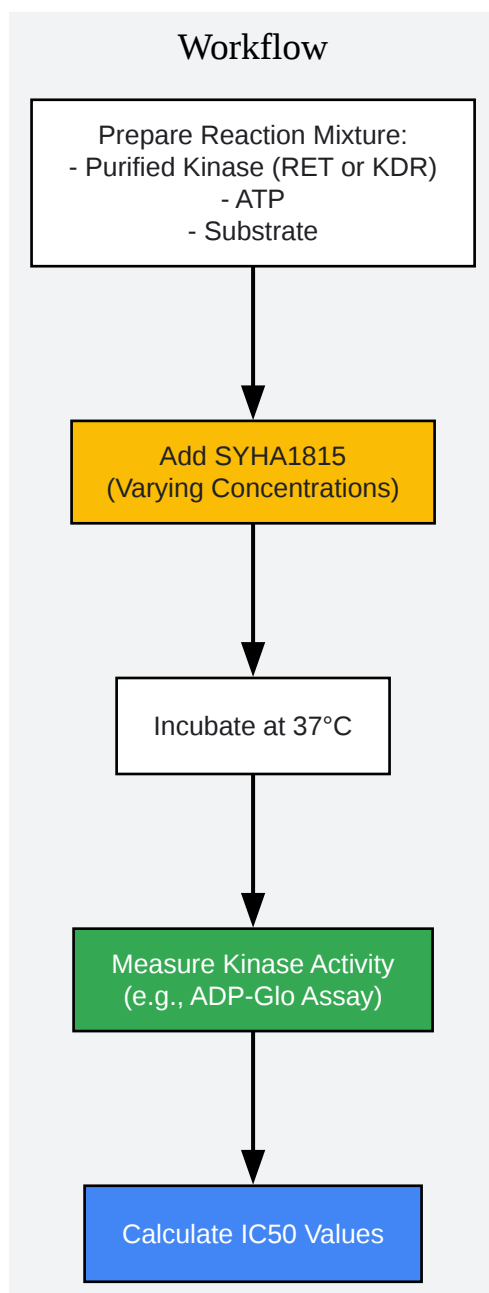 Workflow
Prepare Reaction Mixture:
- Purified Kinase (RET or KDR)
- ATP
- Substrate
Add SYHA1815
(Varying Concentrations)
Incubate at 37°C
Measure Kinase Activity
(e.g., ADP-Glo Assay)
Calculate IC50 Values